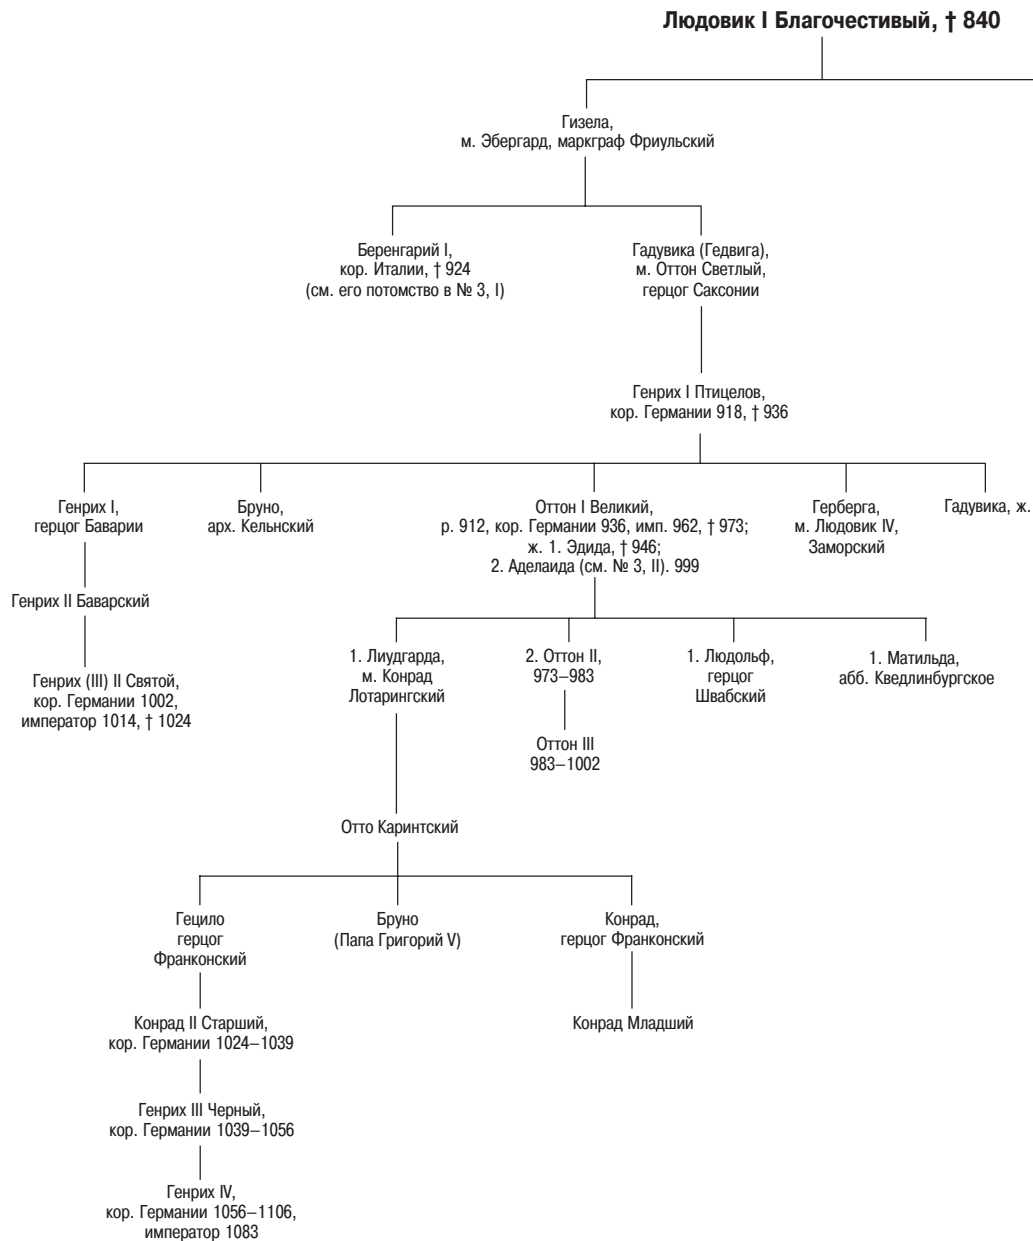 Людовик I Благочестивый, † 840
Гизела,
м. Эбергард, маркграф Фриульский
Беренгарий I,
кор. Италии, † 924
(см. его потомство в № 3, I)
Гадувика (Гедвига),
м. Оттон Светлый,
герцог Саксонии
Генрих I Птицелов,
кор. Германии 918, † 936
Генрих I,
герцог Баварии
Бруно,
арх. Кельнский
Оттон I Великий,
р. 912, кор. Германии 936, имп. 962, † 973;
ж. 1. Эдида, † 946;
2. Аделаида (см. № 3, II). 999
Герберга,
м. Людовик IV,
Заморский
Гадувика, ж.
Генрих II Баварский
Генрих (III) II Святой,
кор. Германии 1002,
император 1014, † 1024
1. Лиудгарда,
м. Конрад
Лотарингский
2. Оттон II,
973–983
1. Людольф,
герцог
Швабский
1. Матильда,
абб. Кведлинбургское
Оттон III
983–1002
Отто Каринтский
Гецило
герцог
Франконский
Бруно
(Папа Григорий V)
Конрад,
герцог Франконский
Конрад II Старший,
кор. Германии 1024–1039
Конрад Младший
Генрих III Черный,
кор. Германии 1039–1056
Генрих IV,
кор. Германии 1056–1106,
император 1083